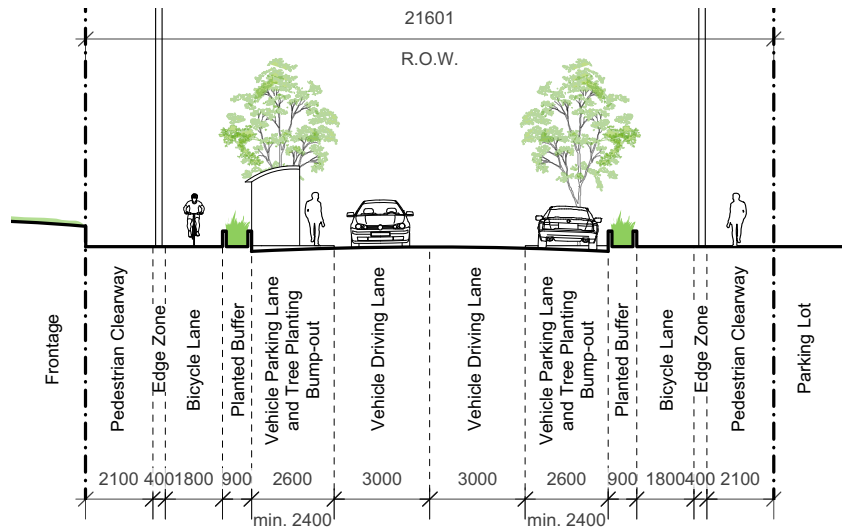 21601
R.O.W.
Frontage
Pedestrian Clearway
Edge Zone
Bicycle Lane
Planted Buffer
Vehicle Parking Lane
and Tree Planting
Bump-out
Vehicle Driving Lane
Vehicle Driving Lane
Vehicle Parking Lane
and Tree Planting
Bump-out
Planted Buffer
Bicycle Lane
Edge Zone
Pedestrian Clearway
Parking Lot
2100 400 1800 900 2600 3000 3000 2600 900 1800 400 2100
min. 2400 min. 2400